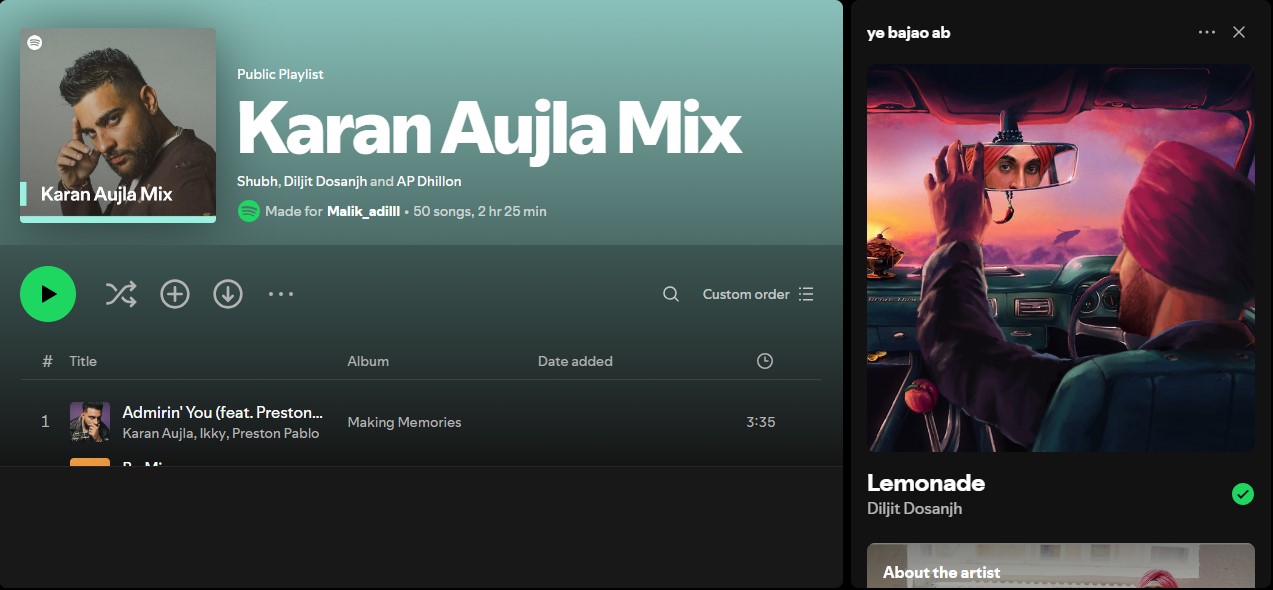 Karan Aujla Mix
Public Playlist
Karan Aujla Mix
Shubh, Diljit Dosanjh and AP Dhillon
Made for Malik_adilll • 50 songs, 2 hr 25 min
Custom order
# Title Album Date added
1 Admirin' You (feat. Preston... Making Memories 3:35
Karan Aujla, Ikky, Preston Pablo
ye bajao ab
Lemonade
Diljit Dosanjh
About the artist